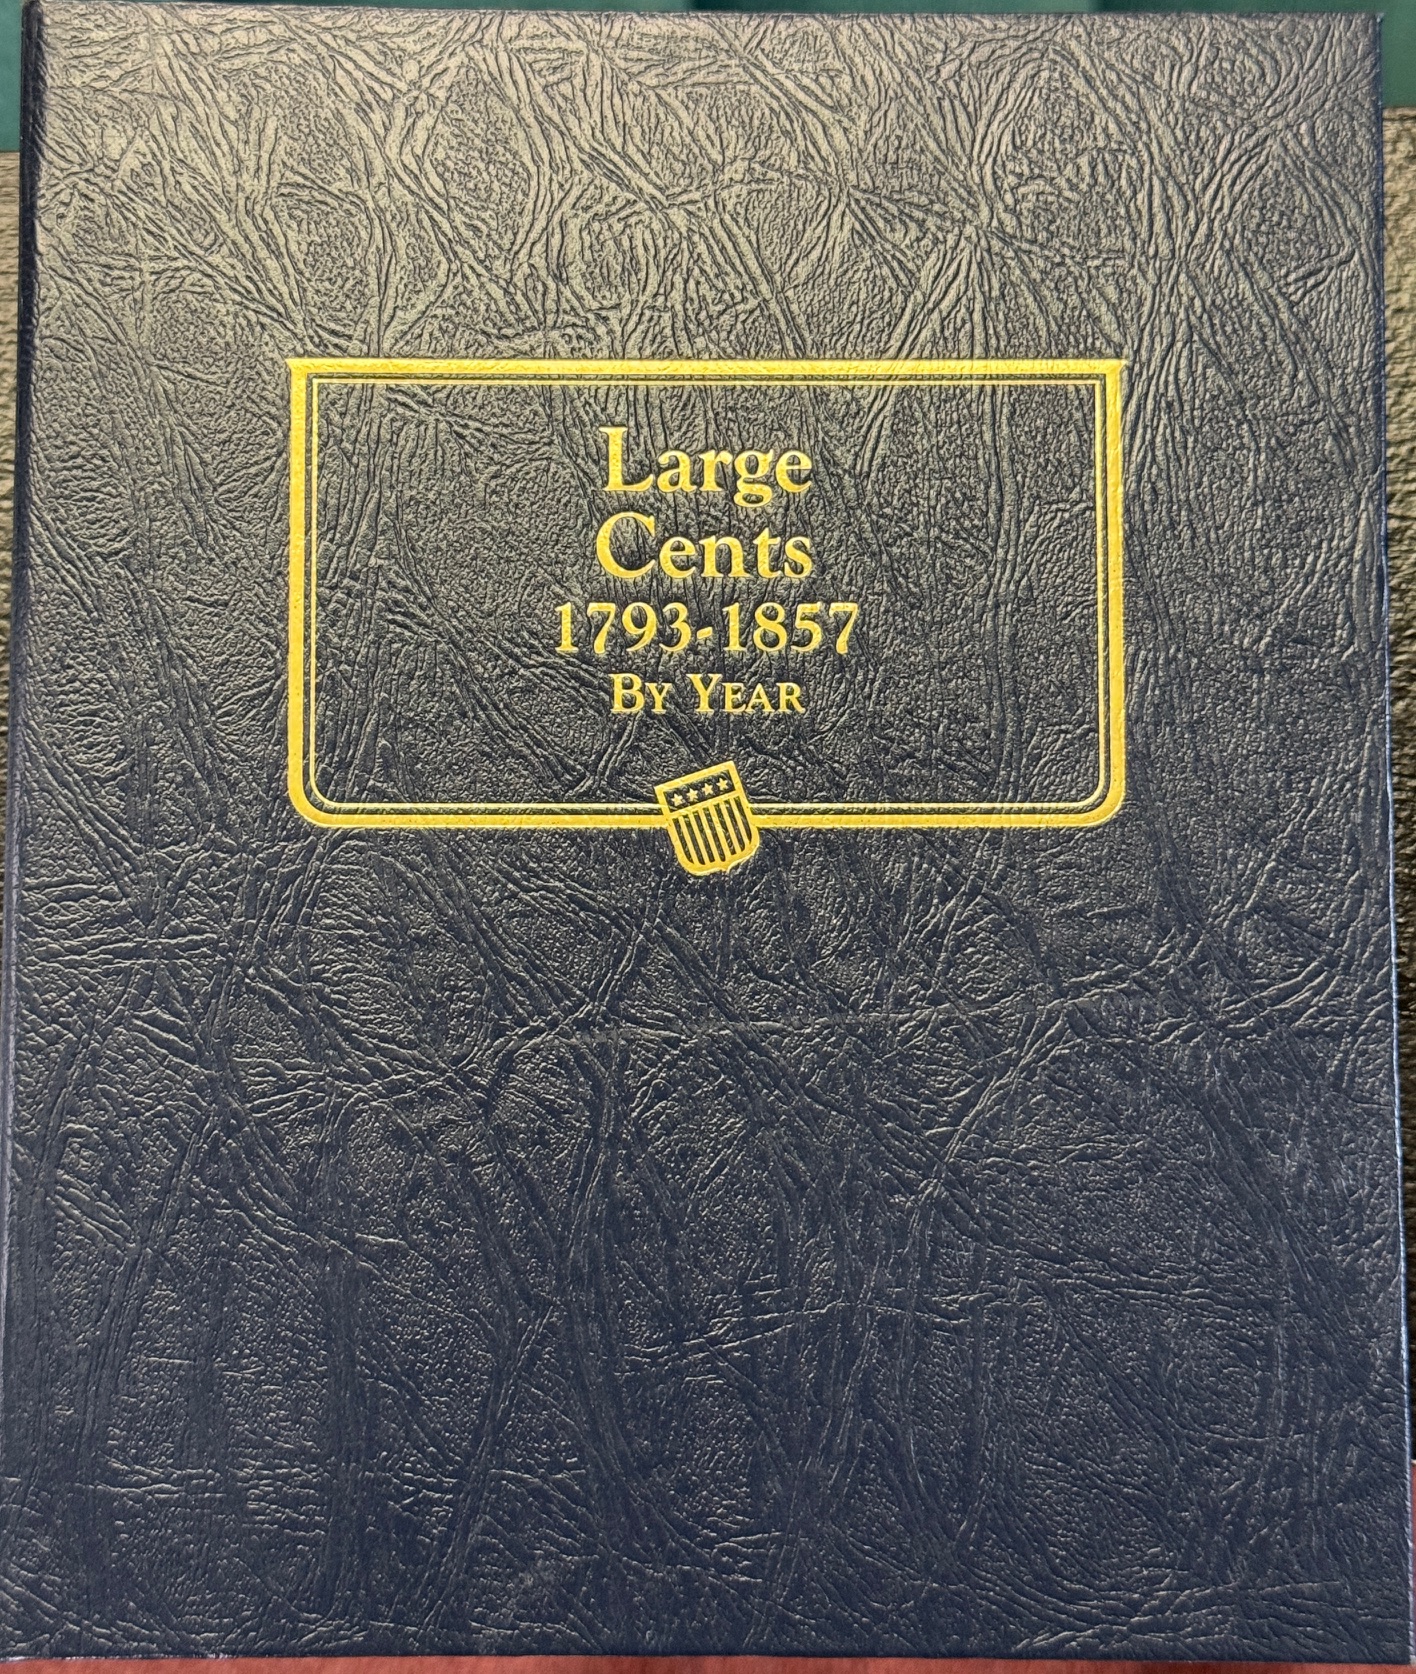 Large
Cents
1793-1857
By Year